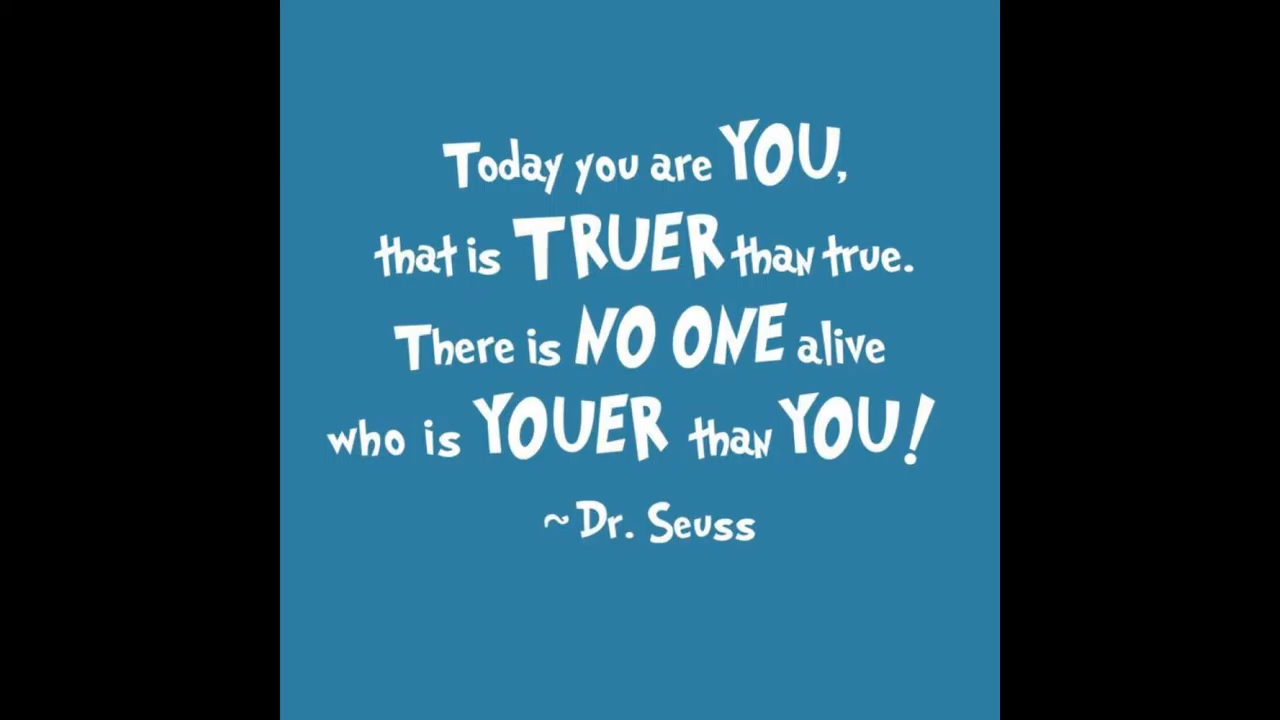 Today you are YOU,
that is TRUER than true.
There is NO ONE alive
who is YOUER than YOU!
~ Dr. Seuss